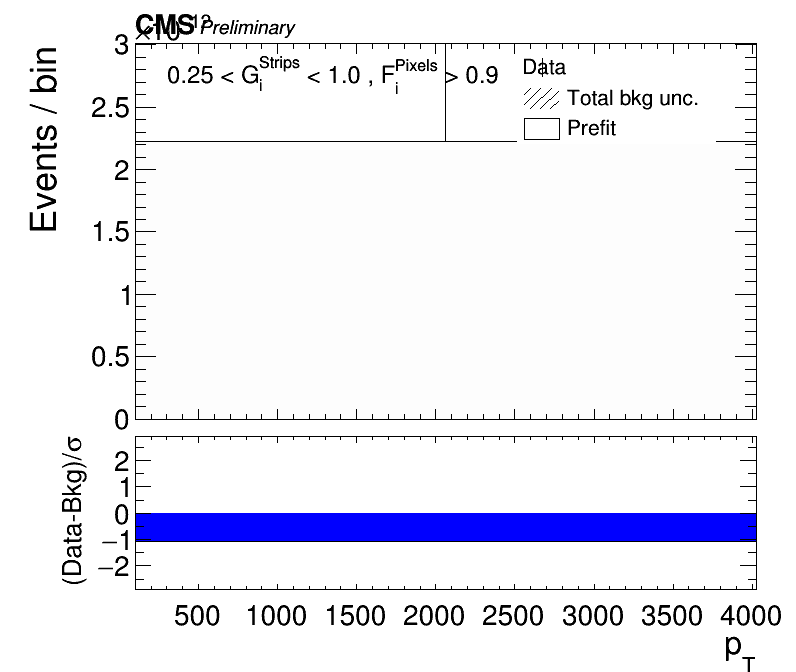 CMS Preliminary
×10¹²
3
2.5
2
1.5
1
0.5
0
Events / bin
0.25 < G_i^Strips < 1.0 , F_i^Pixels > 0.9
Data
Total bkg unc.
Prefit
(Data-Bkg)/σ
2
1
0
−1
−2
500 1000 1500 2000 2500 3000 3500 4000
p_T